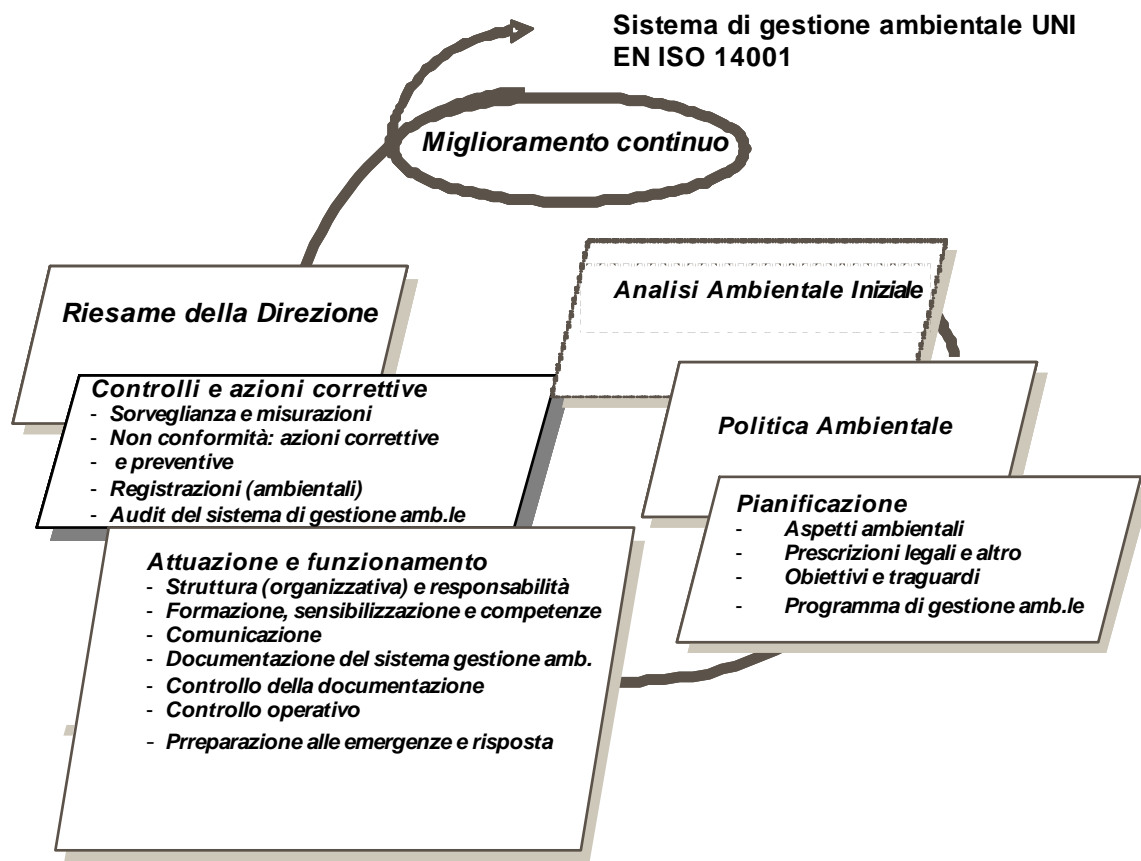 Sistema di gestione ambientale UNI
EN ISO 14001
Miglioramento continuo
Analisi Ambientale Iniziale
Riesame della Direzione
Politica Ambientale
Controlli e azioni correttive
- Sorveglianza e misurazioni
- Non conformità: azioni correttive
- e preventive
- Registrazioni (ambientali)
- Audit del sistema di gestione amb.le
Pianificazione
- Aspetti ambientali
- Prescrizioni legali e altro
- Obiettivi e traguardi
- Programma di gestione amb.le
Attuazione e funzionamento
- Struttura (organizzativa) e responsabilità
- Formazione, sensibilizzazione e competenze
- Comunicazione
- Documentazione del sistema gestione amb.
- Controllo della documentazione
- Controllo operativo
- Prreparazione alle emergenze e risposta